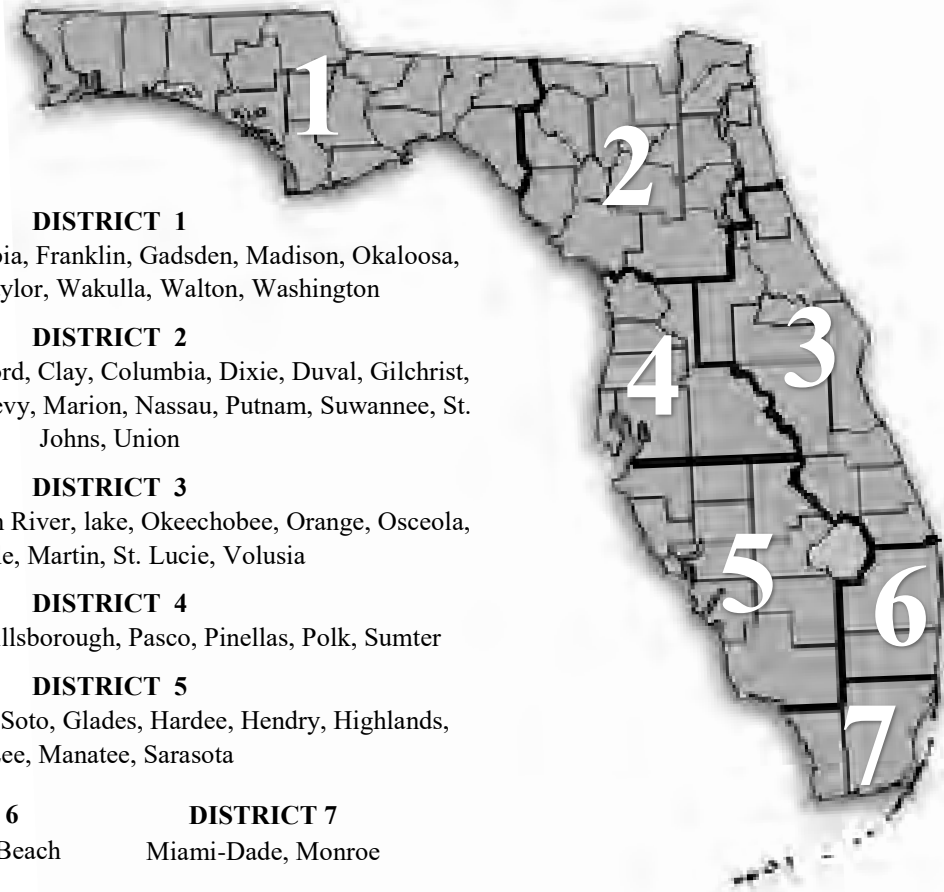 DISTRICT 1
bia, Franklin, Gadsden, Madison, Okaloosa,
ylor, Wakulla, Walton, Washington
DISTRICT 2
rd, Clay, Columbia, Dixie, Duval, Gilchrist,
evy, Marion, Nassau, Putnam, Suwannee, St.
Johns, Union
DISTRICT 3
n River, lake, Okeechobee, Orange, Osceola,
le, Martin, St. Lucie, Volusia
DISTRICT 4
llsborough, Pasco, Pinellas, Polk, Sumter
DISTRICT 5
Soto, Glades, Hardee, Hendry, Highlands,
ee, Manatee, Sarasota
6 DISTRICT 7
Beach Miami-Dade, Monroe
1
2
3
4
5
6
7